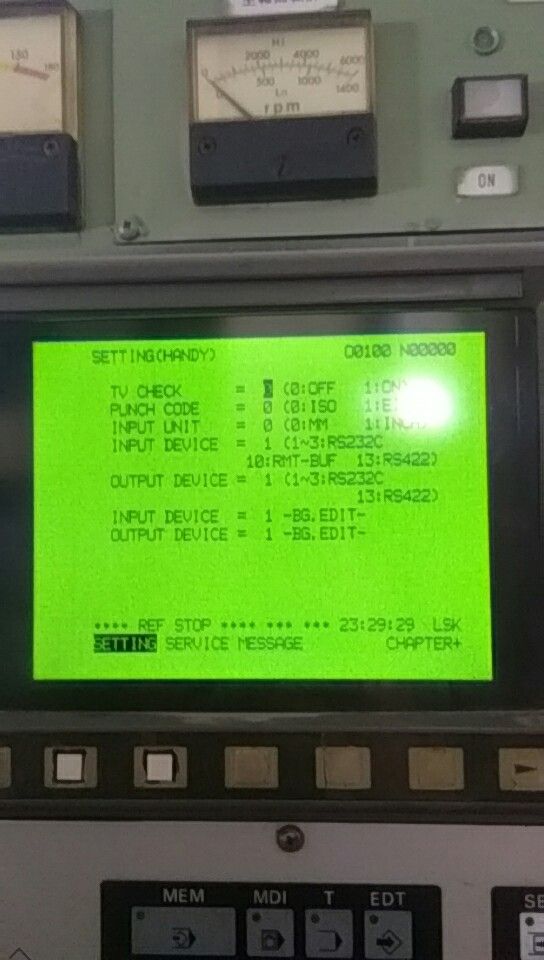 150
180
Hi
0 2000 4000 6000
500 1000 1400
Lo
rpm
ON
SETTING(HANDY) O0100 N00000
TV CHECK = 0 (0:OFF 1:ON)
PUNCH CODE = 0 (0:ISO 1:E
INPUT UNIT = 0 (0:MM 1:INCH)
INPUT DEVICE = 1 (1~3:RS232C
10:RMT-BUF 13:RS422)
OUTPUT DEVICE = 1 (1~3:RS232C
13:RS422)
INPUT DEVICE = 1 -BG.EDIT-
OUTPUT DEVICE = 1 -BG.EDIT-
**** REF STOP **** *** *** 23:29:29 LSK
SETTING SERVICE MESSAGE CHAPTER+
MEM MDI T EDT
SE